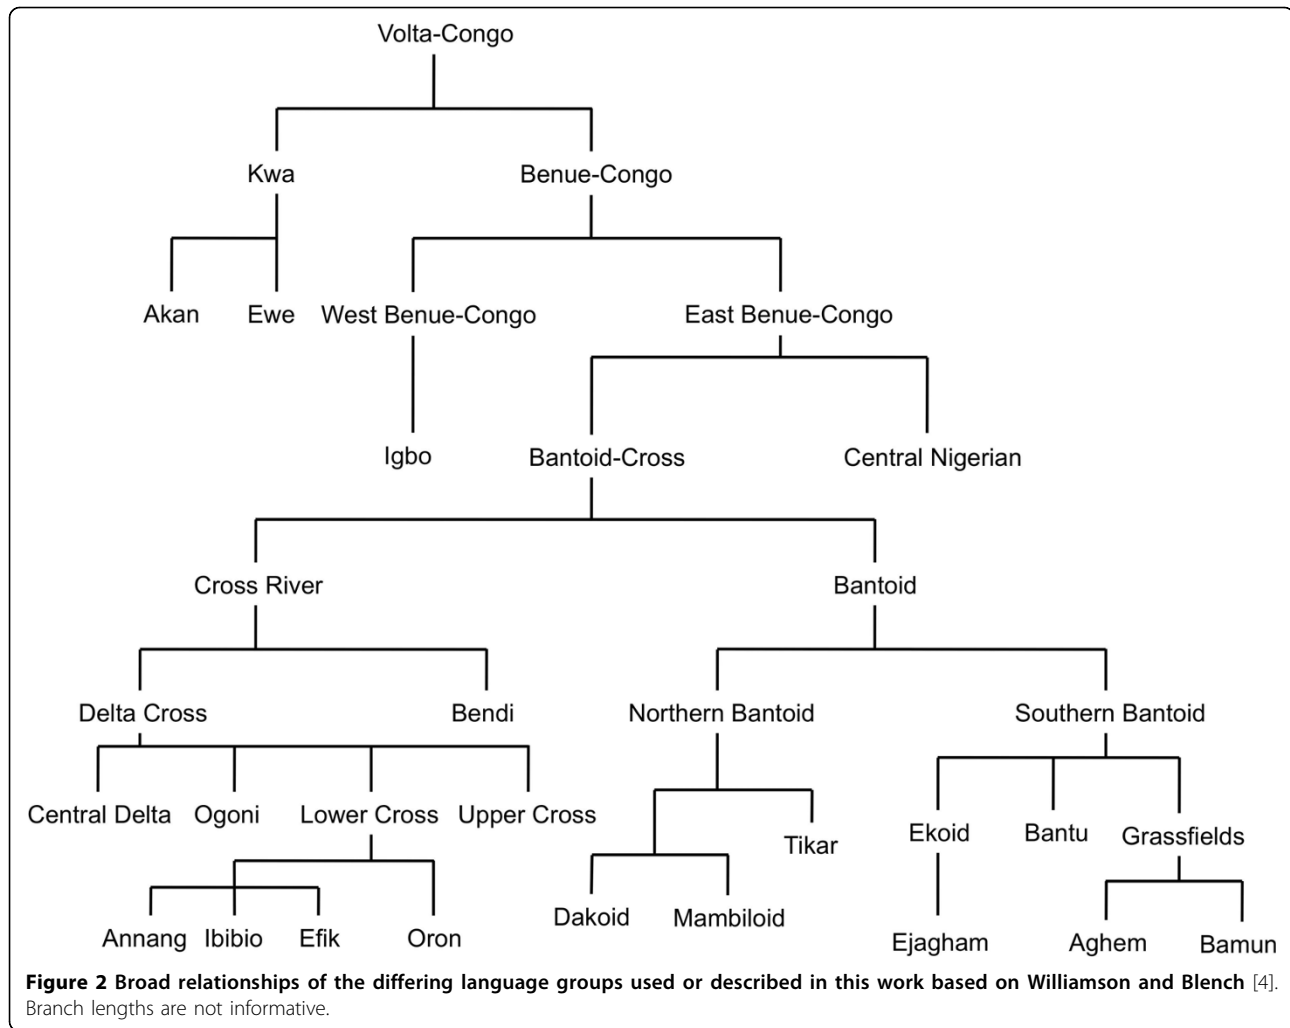 Volta-Congo
Kwa Benue-Congo
Akan Ewe West Benue-Congo East Benue-Congo
Igbo Bantoid-Cross Central Nigerian
Cross River Bantoid
Delta Cross Bendi Northern Bantoid Southern Bantoid
Central Delta Ogoni Lower Cross Upper Cross Tikar Ekoid Bantu Grassfields
Dakoid Mambiloid
Annang Ibibio Efik Oron Ejagham Aghem Bamun
Figure 2 Broad relationships of the differing language groups used or described in this work based on Williamson and Blench [4].
Branch lengths are not informative.